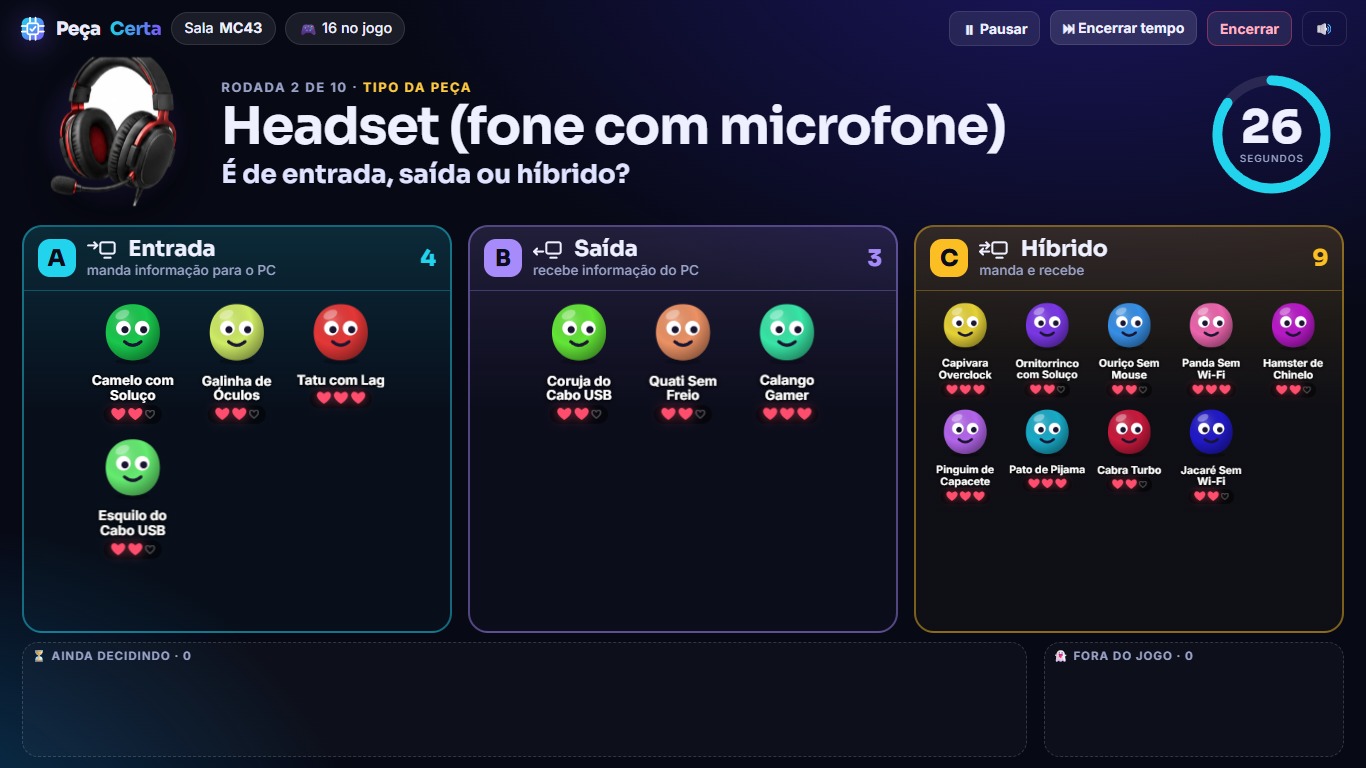 Peça Certa
Sala MC43
16 no jogo
Pausar
Encerrar tempo
Encerrar
RODADA 2 DE 10 · TIPO DA PEÇA
Headset (fone com microfone)
É de entrada, saída ou híbrido?
26
SEGUNDOS
A
Entrada
manda informação para o PC
4
Camelo com
Soluço
Galinha de
Óculos
Tatu com Lag
Esquilo do
Cabo USB
B
Saída
recebe informação do PC
3
Coruja do
Cabo USB
Quati Sem
Freio
Calango
Gamer
C
Híbrido
manda e recebe
9
Capivara
Overclock
Ornitorrinco
com Soluço
Ouriço Sem
Mouse
Panda Sem
Wi-Fi
Hamster de
Chinelo
Pinguim de
Capacete
Pato de Pijama
Cabra Turbo
Jacaré Sem
Wi-Fi
AINDA DECIDINDO · 0
FORA DO JOGO · 0